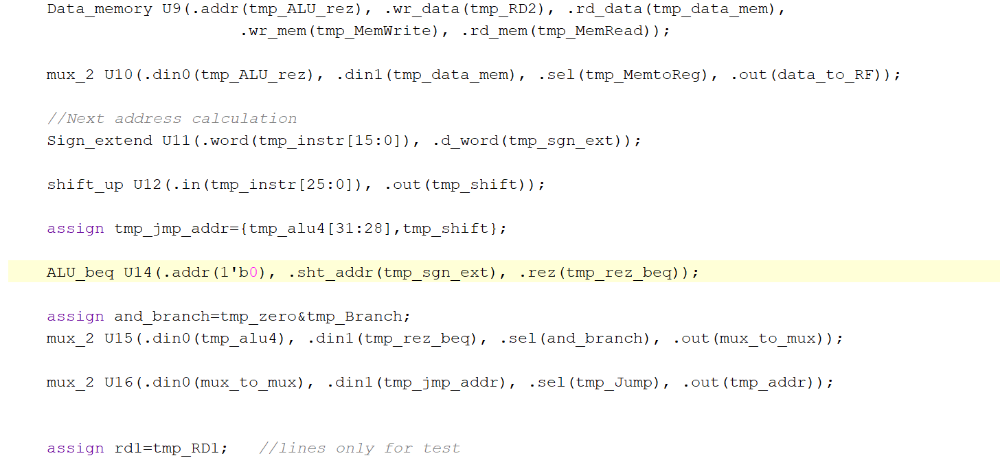 Data_memory U9(.addr(tmp_ALU_rez), .wr_data(tmp_RD2), .rd_data(tmp_data_mem),
.wr_mem(tmp_MemWrite), .rd_mem(tmp_MemRead));
mux_2 U10(.din0(tmp_ALU_rez), .din1(tmp_data_mem), .sel(tmp_MemtoReg), .out(data_to_RF));
//Next address calculation
Sign_extend U11(.word(tmp_instr[15:0]), .d_word(tmp_sgn_ext));
shift_up U12(.in(tmp_instr[25:0]), .out(tmp_shift));
assign tmp_jmp_addr={tmp_alu4[31:28],tmp_shift};
ALU_beq U14(.addr(1'b0), .sht_addr(tmp_sgn_ext), .rez(tmp_rez_beq));
assign and_branch=tmp_zero&tmp_Branch;
mux_2 U15(.din0(tmp_alu4), .din1(tmp_rez_beq), .sel(and_branch), .out(mux_to_mux));
mux_2 U16(.din0(mux_to_mux), .din1(tmp_jmp_addr), .sel(tmp_Jump), .out(tmp_addr));
assign rd1=tmp_RD1; //lines only for test